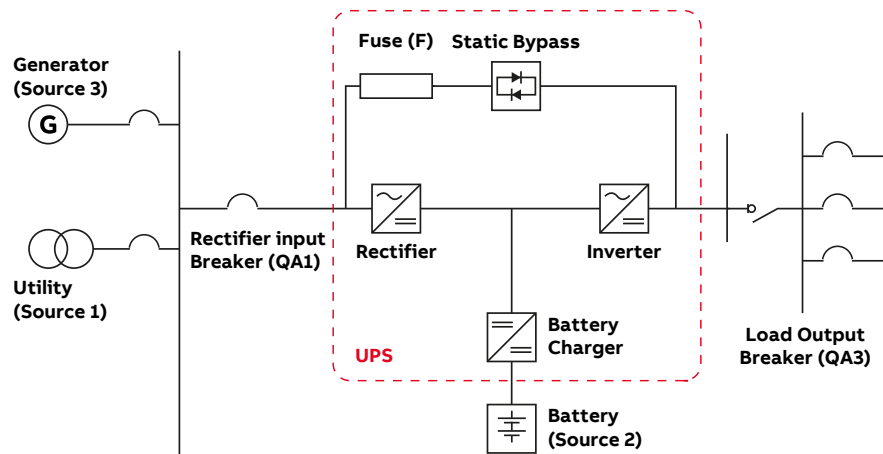 Fuse (F)
Static Bypass
Generator
(Source 3)
G
Rectifier input
Breaker (QA1)
Rectifier
Inverter
Utility
(Source 1)
Battery
Charger
UPS
Load Output
Breaker (QA3)
Battery
(Source 2)